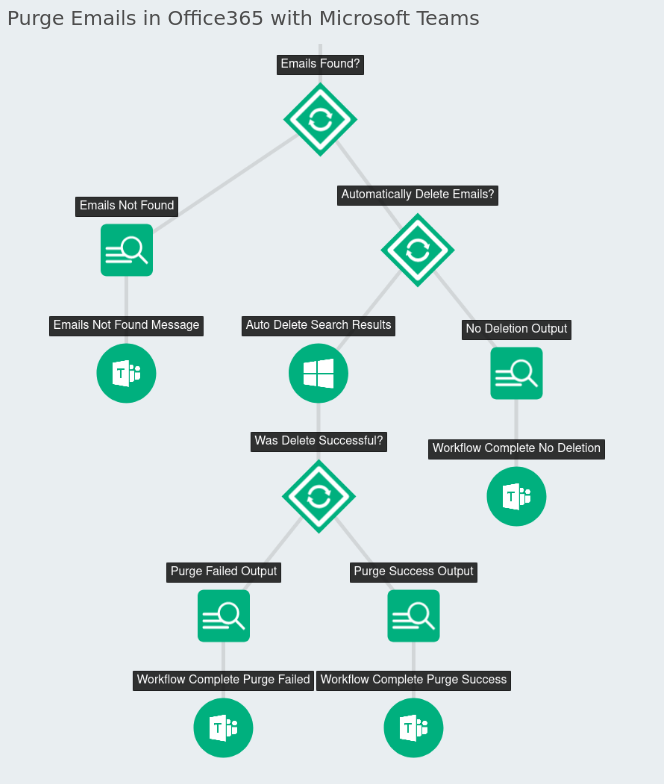 Purge Emails in Office365 with Microsoft Teams
Emails Found?
Automatically Delete Emails?
Emails Not Found
Emails Not Found Message
Auto Delete Search Results
No Deletion Output
T
Was Delete Successful?
Workflow Complete No Deletion
T
Purge Failed Output
Purge Success Output
Workflow Complete Purge Failed
Workflow Complete Purge Success
T
T